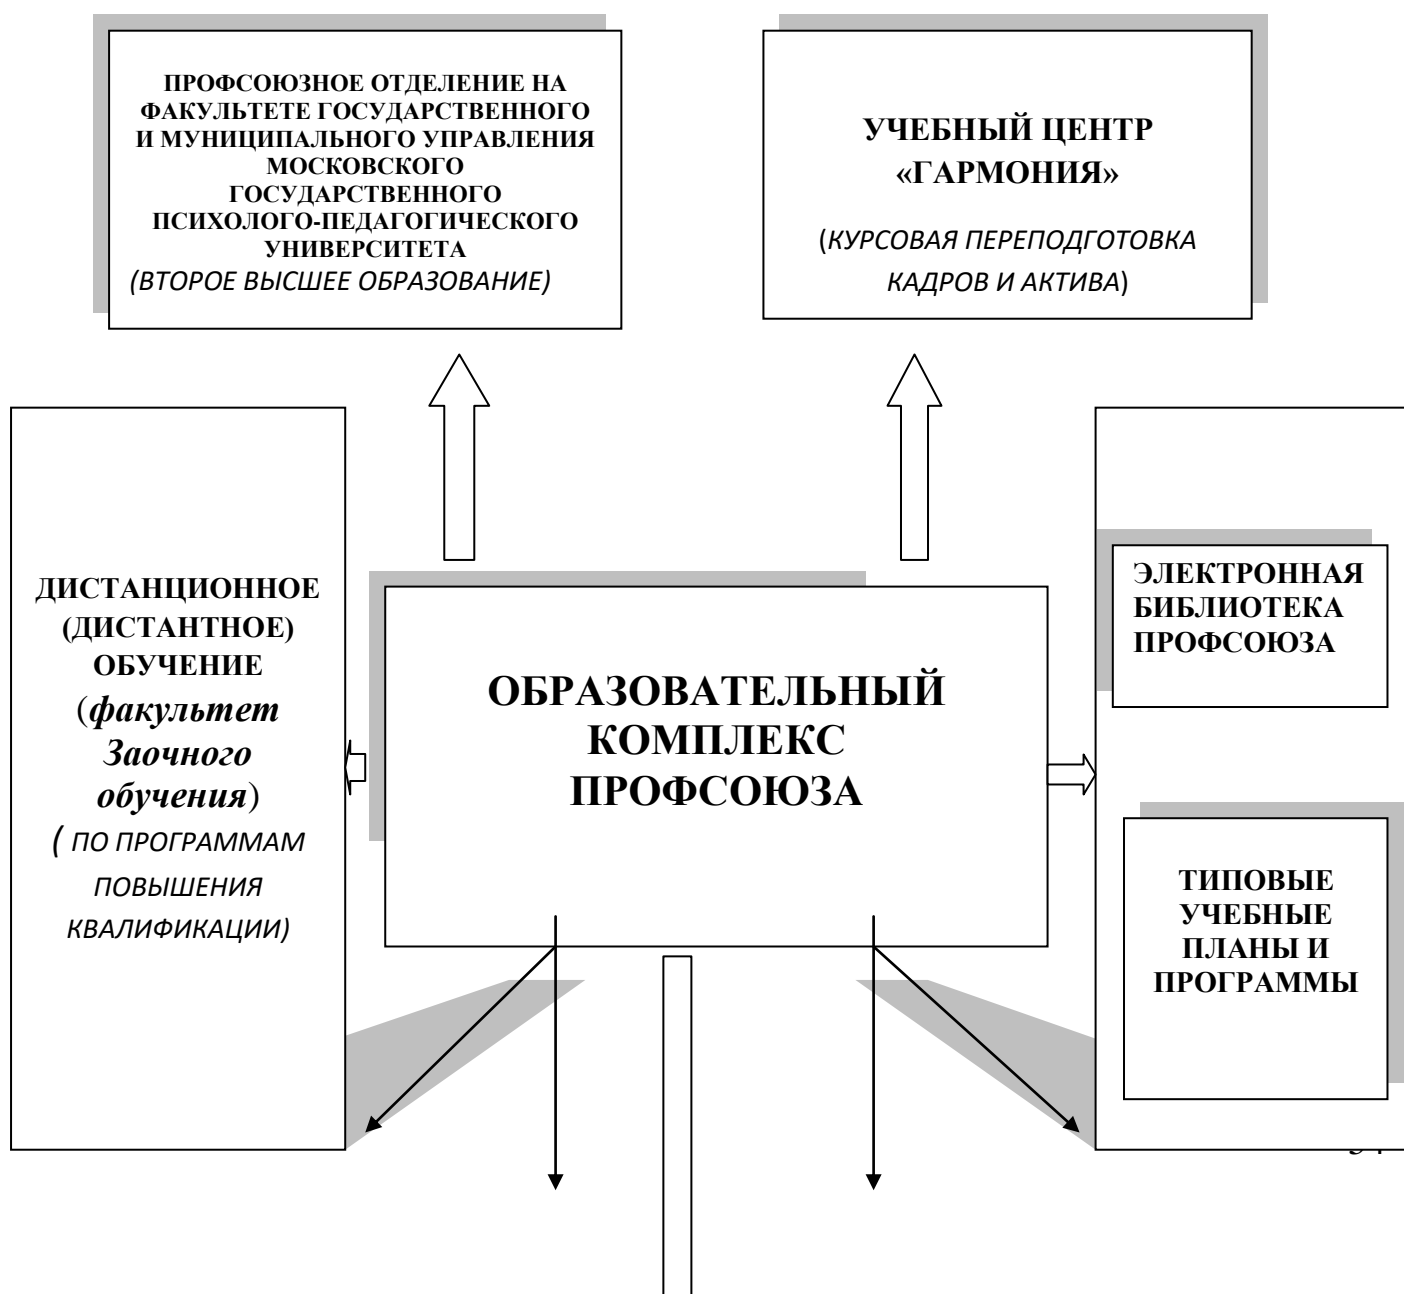 ПРОФСОЮЗНОЕ ОТДЕЛЕНИЕ НА
ФАКУЛЬТЕТЕ ГОСУДАРСТВЕННОГО
И МУНИЦИПАЛЬНОГО УПРАВЛЕНИЯ
МОСКОВСКОГО
ГОСУДАРСТВЕННОГО
ПСИХОЛОГО-ПЕДАГОГИЧЕСКОГО
УНИВЕРСИТЕТА
(ВТОРОЕ ВЫСШЕЕ ОБРАЗОВАНИЕ)
УЧЕБНЫЙ ЦЕНТР
«ГАРМОНИЯ»
(КУРСОВАЯ ПЕРЕПОДГОТОВКА
КАДРОВ И АКТИВА)
ДИСТАНЦИОННОЕ
(ДИСТАНТНОЕ)
ОБУЧЕНИЕ
(факультет
Заочного
обучения)
( ПО ПРОГРАММАМ
ПОВЫШЕНИЯ
КВАЛИФИКАЦИИ)
ОБРАЗОВАТЕЛЬНЫЙ
КОМПЛЕКС
ПРОФСОЮЗА
ЭЛЕКТРОННАЯ
БИБЛИОТЕКА
ПРОФСОЮЗА
ТИПОВЫЕ
УЧЕБНЫЕ
ПЛАНЫ И
ПРОГРАММЫ